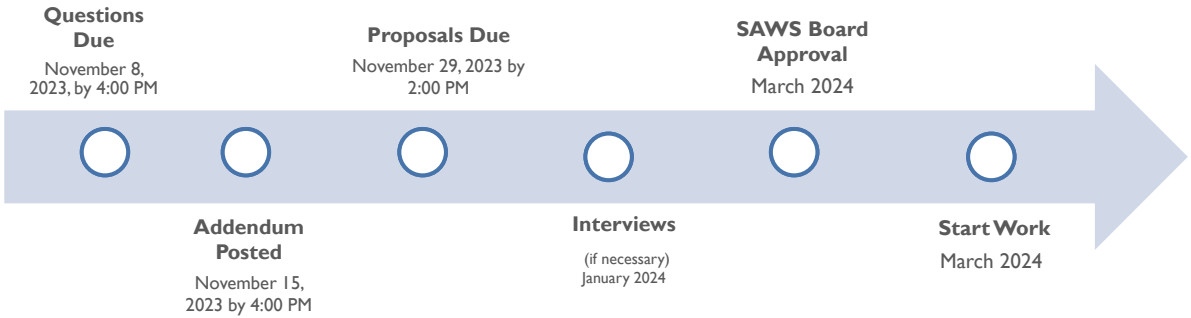 Questions
Due
November 8,
2023, by 4:00 PM
Addendum
Posted
November 15,
2023 by 4:00 PM
Proposals Due
November 29, 2023 by
2:00 PM
Interviews
(if necessary)
January 2024
SAWS Board
Approval
March 2024
Start Work
March 2024